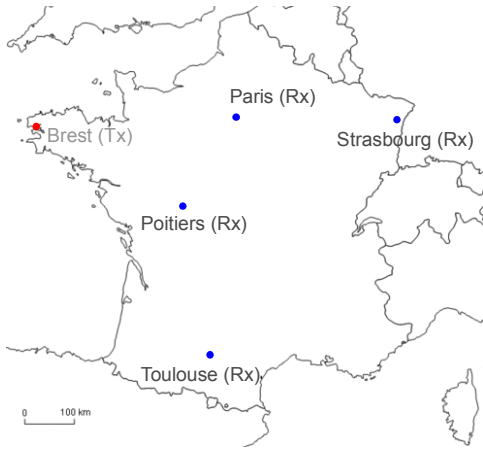 Paris (Rx)
Brest (Tx)
Strasbourg (Rx)
Poitiers (Rx)
Toulouse (Rx)
0 100 km